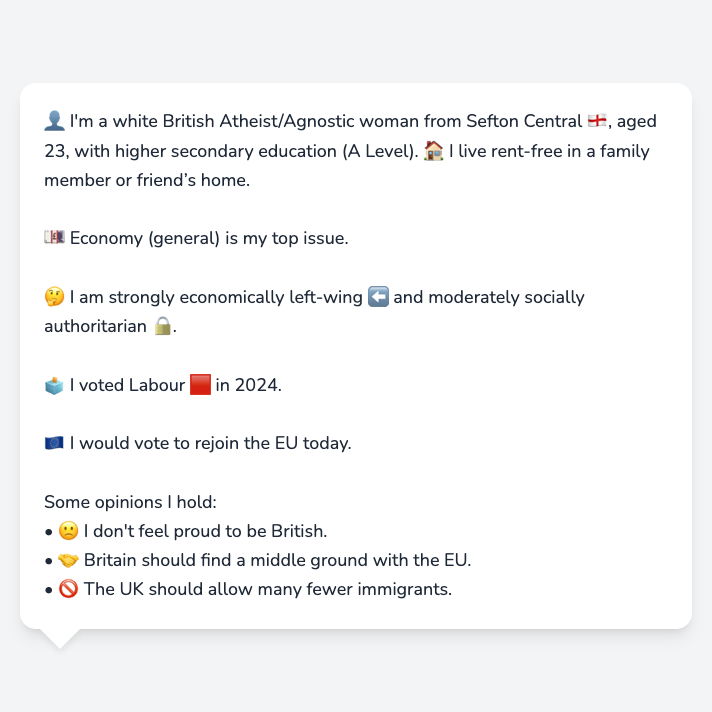 👤 I'm a white British Atheist/Agnostic woman from Sefton Central 🏴󠁧󠁢󠁥󠁮󠁧󠁿, aged
23, with higher secondary education (A Level). 🏠 I live rent-free in a family
member or friend’s home.
💷 Economy (general) is my top issue.
🤔 I am strongly economically left-wing ⬅️ and moderately socially
authoritarian 🔒.
🗳️ I voted Labour 🟥 in 2024.
🇪🇺 I would vote to rejoin the EU today.
Some opinions I hold:
• 🙁 I don't feel proud to be British.
• 🤝 Britain should find a middle ground with the EU.
• 🚫 The UK should allow many fewer immigrants.